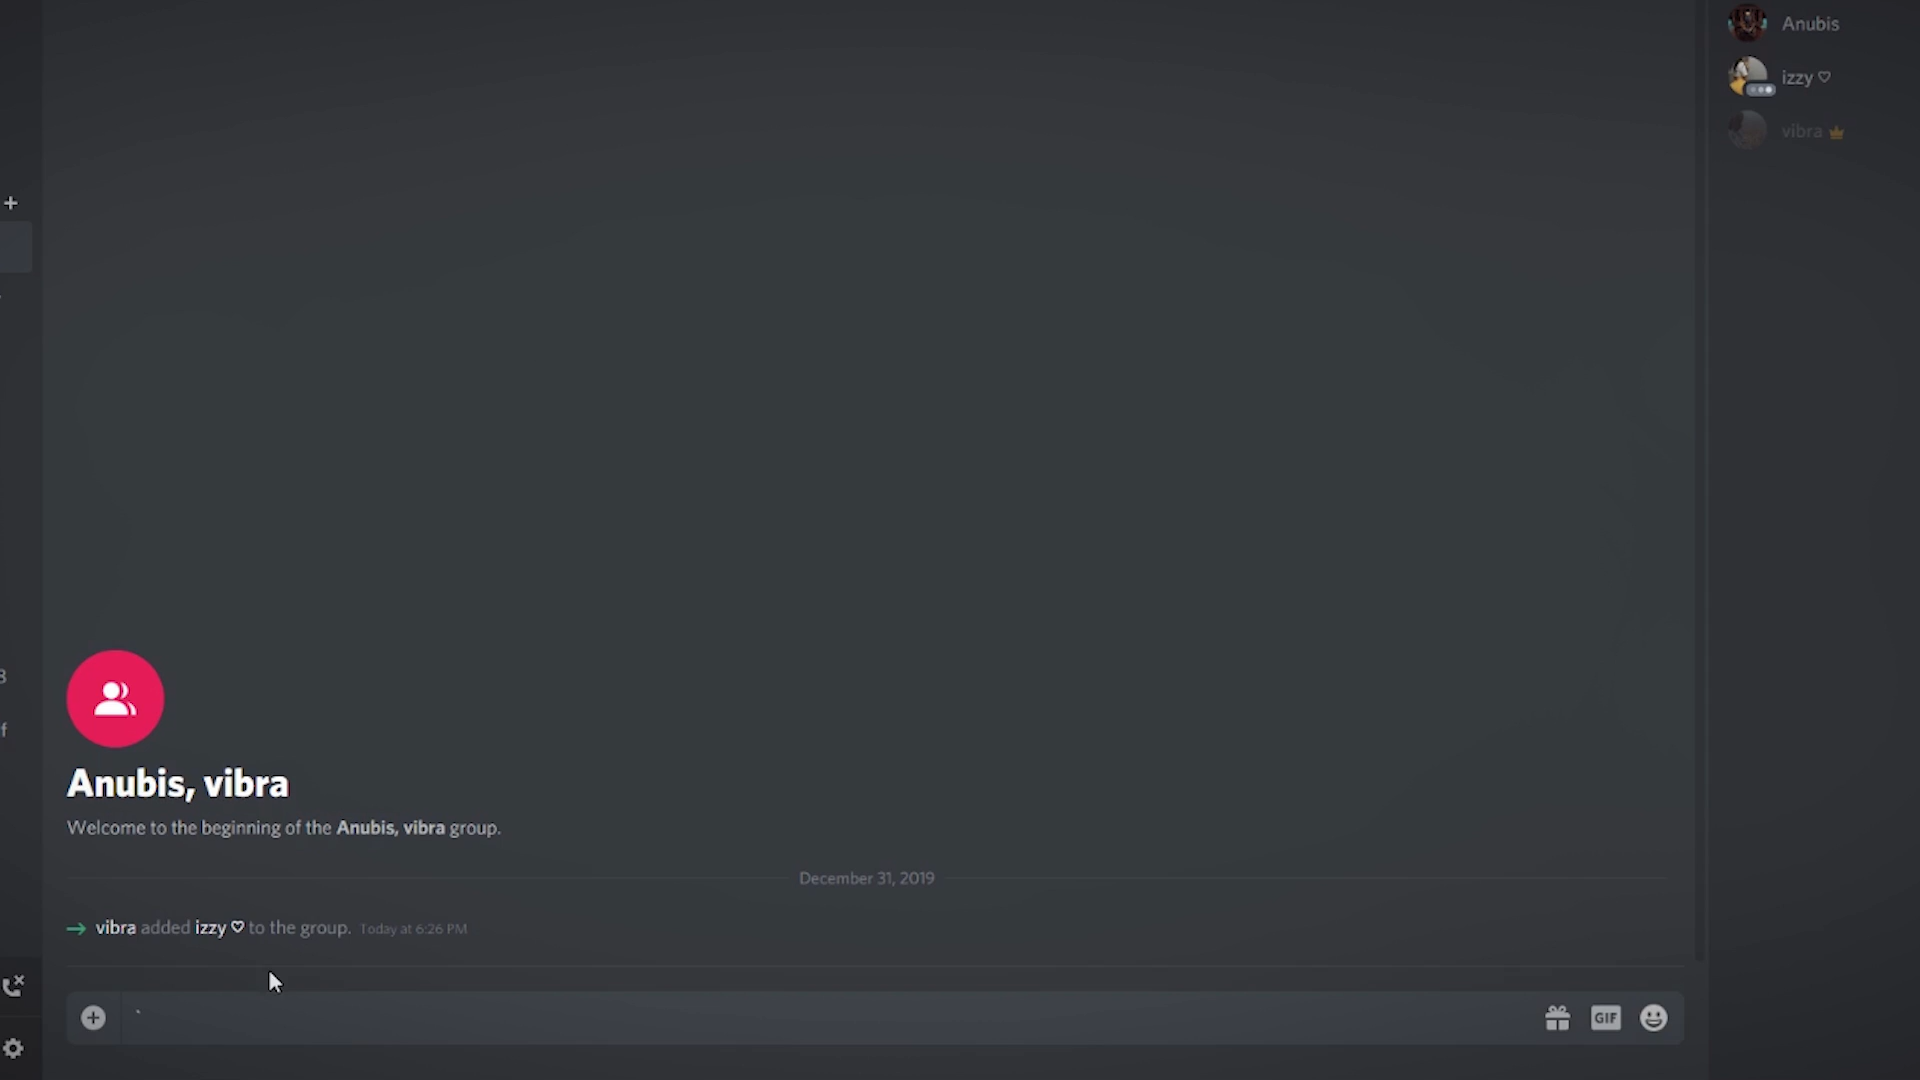 Anubis
izzy ♡
vibra
Anubis, vibra
Welcome to the beginning of the Anubis, vibra group.
December 31, 2019
vibra added izzy ♡ to the group. Today at 6:26 PM
`
GIF